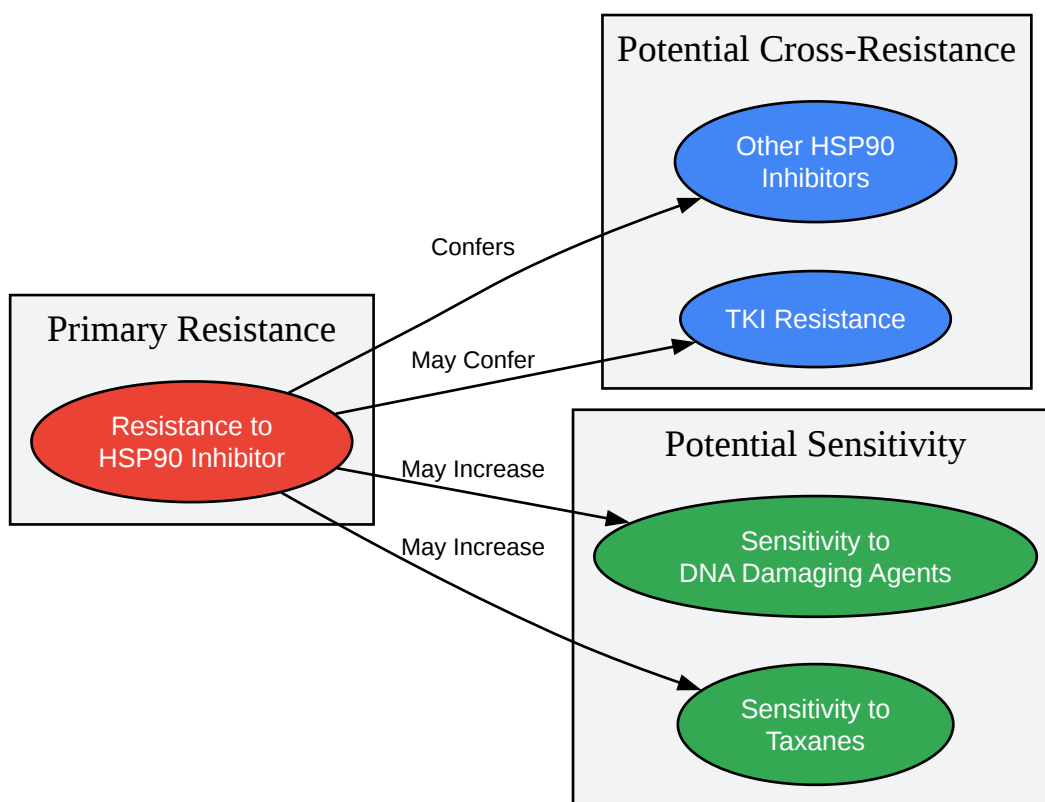 Potential Cross-Resistance
Other HSP90
Inhibitors
Confers
TKI Resistance
Primary Resistance
May Confer
Resistance to
HSP90 Inhibitor
Potential Sensitivity
May Increase
Sensitivity to
DNA Damaging Agents
May Increase
Sensitivity to
Taxanes